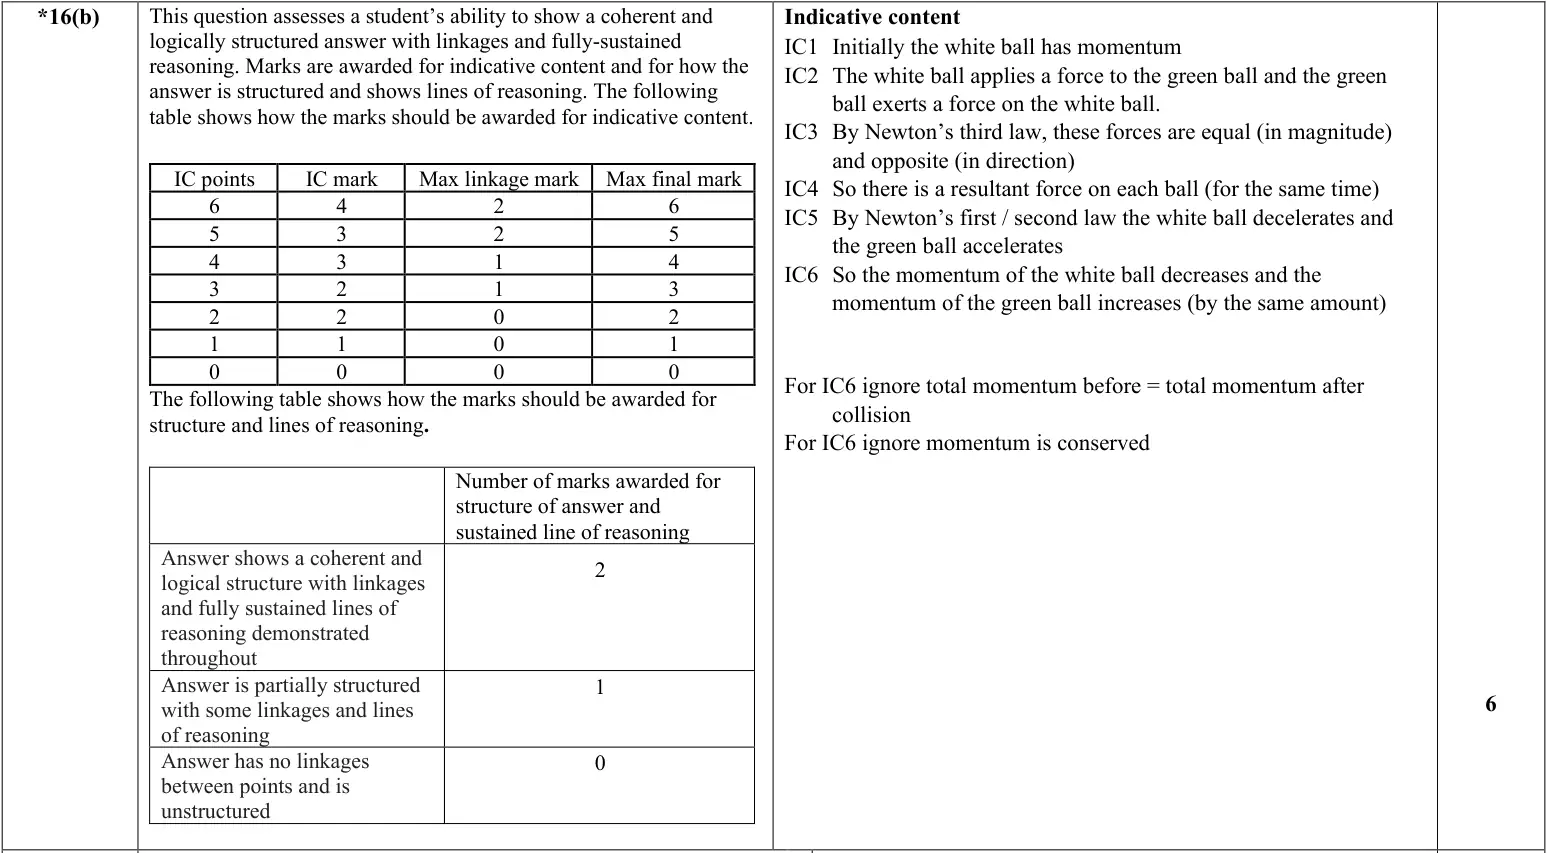 *16(b)
This question assesses a student’s ability to show a coherent and
logically structured answer with linkages and fully-sustained
reasoning. Marks are awarded for indicative content and for how the
answer is structured and shows lines of reasoning. The following
table shows how the marks should be awarded for indicative content.
IC points IC mark Max linkage mark Max final mark
6 4 2 6
5 3 2 5
4 3 1 4
3 2 1 3
2 2 0 2
1 1 0 1
0 0 0 0
The following table shows how the marks should be awarded for
structure and lines of reasoning.
Number of marks awarded for
structure of answer and
sustained line of reasoning
Answer shows a coherent and
logical structure with linkages
and fully sustained lines of
reasoning demonstrated
throughout
2
Answer is partially structured
with some linkages and lines
of reasoning
1
Answer has no linkages
between points and is
unstructured
0
Indicative content
IC1 Initially the white ball has momentum
IC2 The white ball applies a force to the green ball and the green
ball exerts a force on the white ball.
IC3 By Newton’s third law, these forces are equal (in magnitude)
and opposite (in direction)
IC4 So there is a resultant force on each ball (for the same time)
IC5 By Newton’s first / second law the white ball decelerates and
the green ball accelerates
IC6 So the momentum of the white ball decreases and the
momentum of the green ball increases (by the same amount)
For IC6 ignore total momentum before = total momentum after
collision
For IC6 ignore momentum is conserved
6